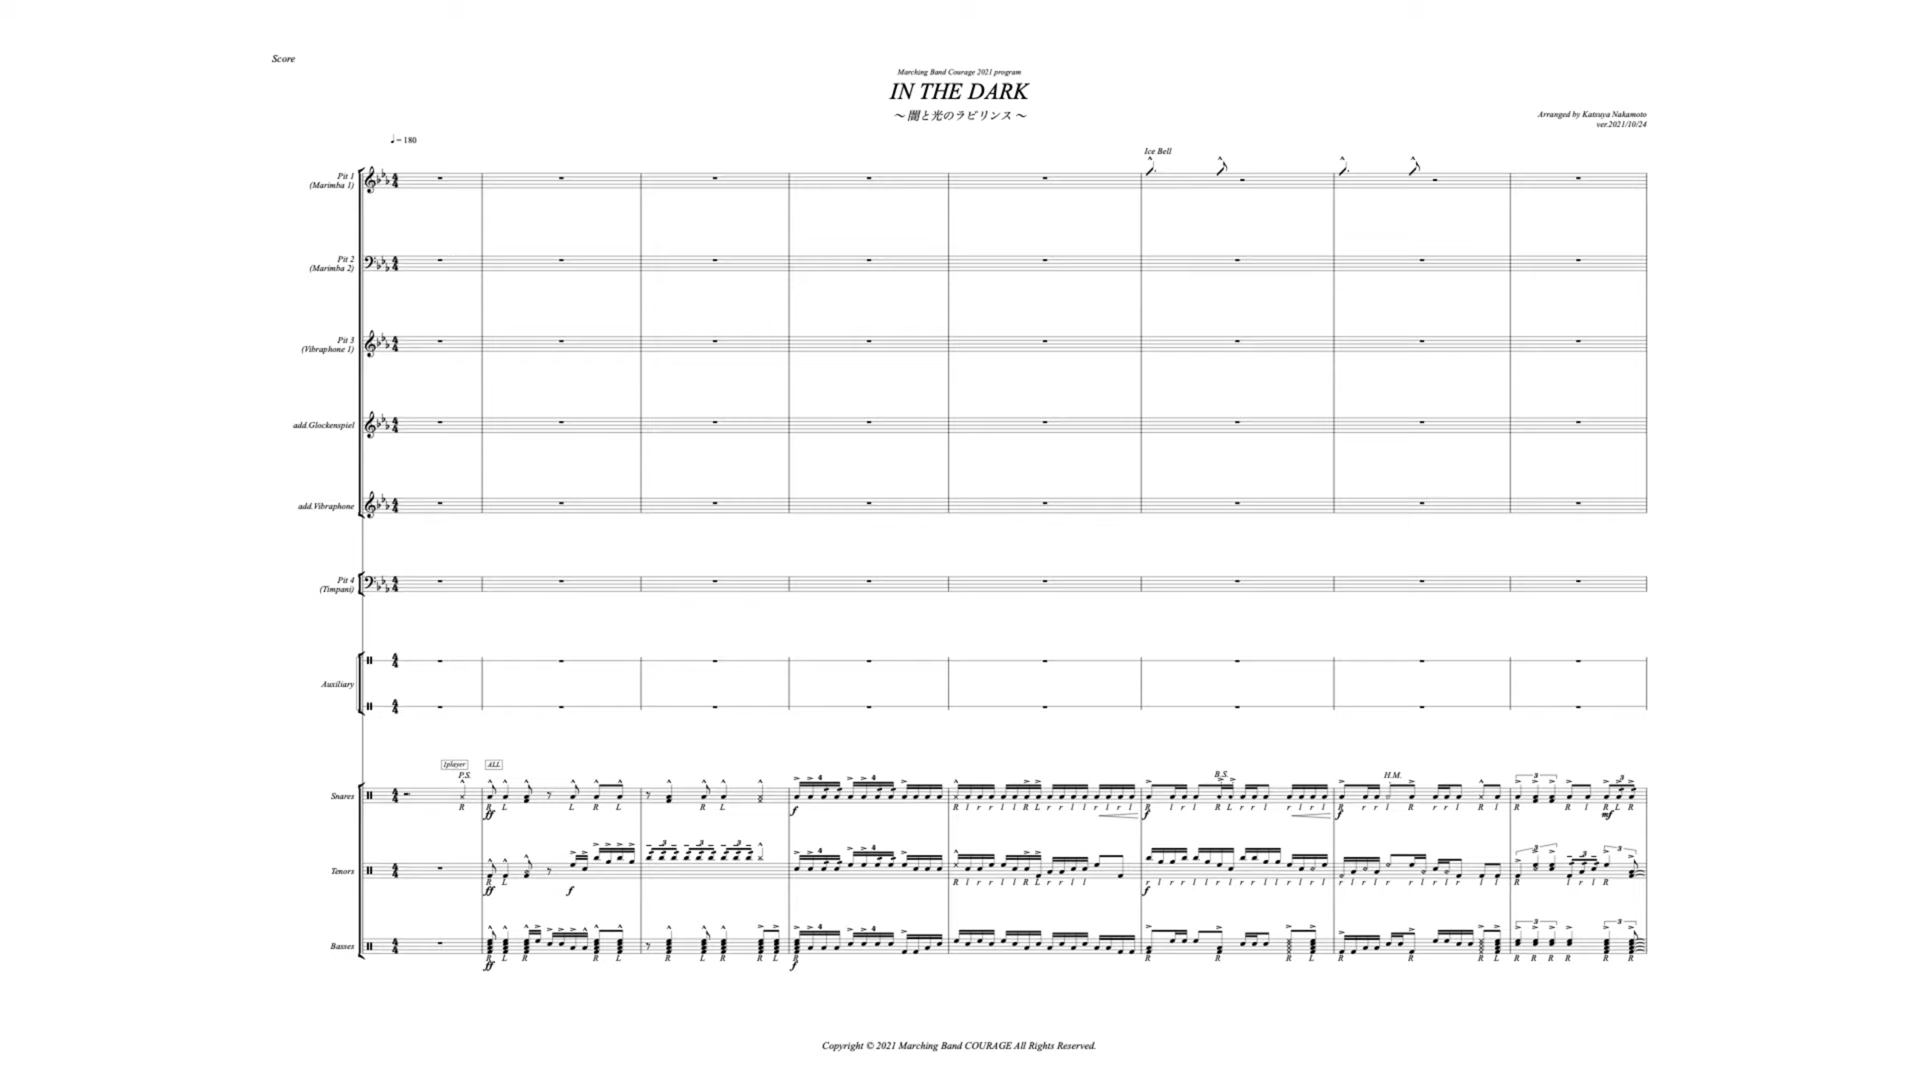 Score
Marching Band Courage 2021 program
IN THE DARK
～ 闇と光のラビリンス ～
Arranged by Katsuya Nakamoto
ver.2021/10/24
♩= 180
Ice Bell
Pit 1
(Marimba 1)
Pit 2
(Marimba 2)
Pit 3
(Vibraphone 1)
add.Glockenspiel
add.Vibraphone
Pit 4
(Timpani)
Auxiliary
1player
ALL
P.S.
B.S.
H.M.
Snares
Tenors
Basses
Copyright © 2021 Marching Band COURAGE All Rights Reserved.